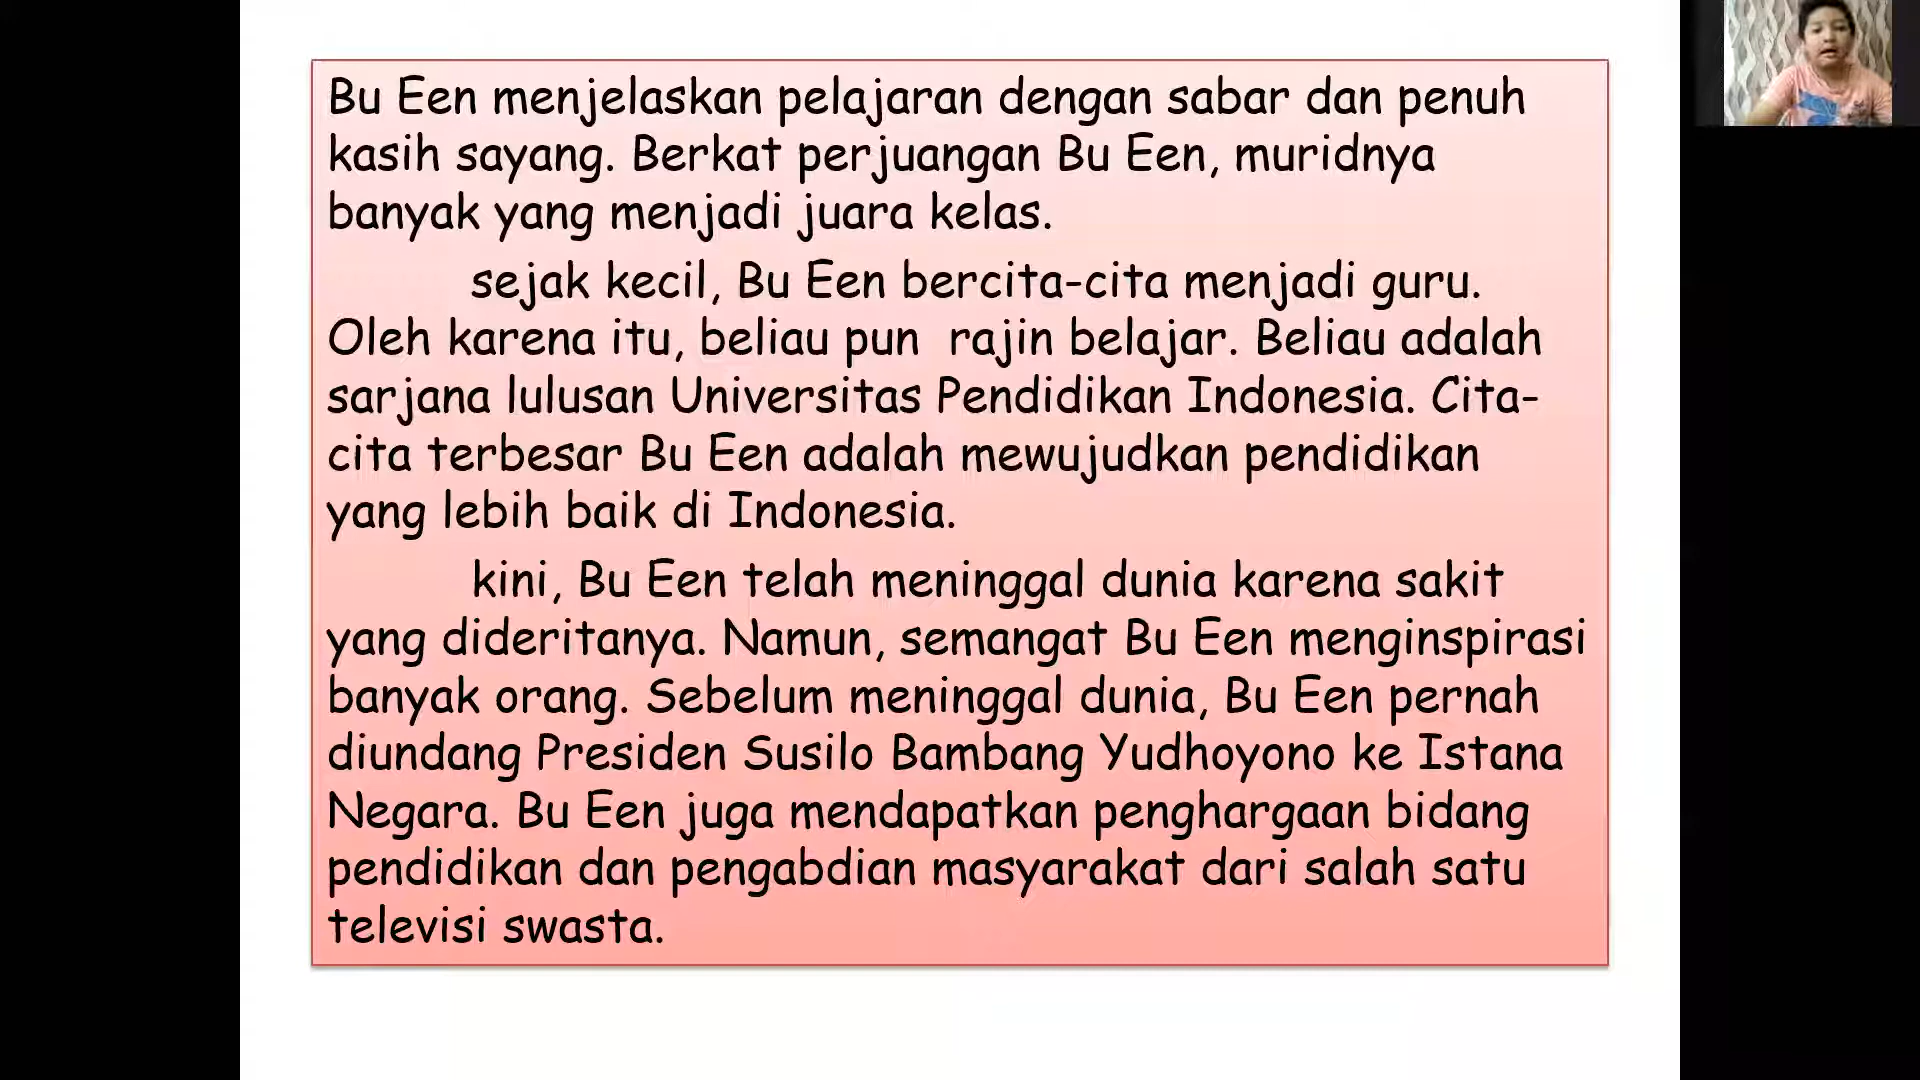 Bu Een menjelaskan pelajaran dengan sabar dan penuh
kasih sayang. Berkat perjuangan Bu Een, muridnya
banyak yang menjadi juara kelas.
sejak kecil, Bu Een bercita-cita menjadi guru.
Oleh karena itu, beliau pun  rajin belajar. Beliau adalah
sarjana lulusan Universitas Pendidikan Indonesia. Cita-
cita terbesar Bu Een adalah mewujudkan pendidikan
yang lebih baik di Indonesia.
kini, Bu Een telah meninggal dunia karena sakit
yang dideritanya. Namun, semangat Bu Een menginspirasi
banyak orang. Sebelum meninggal dunia, Bu Een pernah
diundang Presiden Susilo Bambang Yudhoyono ke Istana
Negara. Bu Een juga mendapatkan penghargaan bidang
pendidikan dan pengabdian masyarakat dari salah satu
televisi swasta.